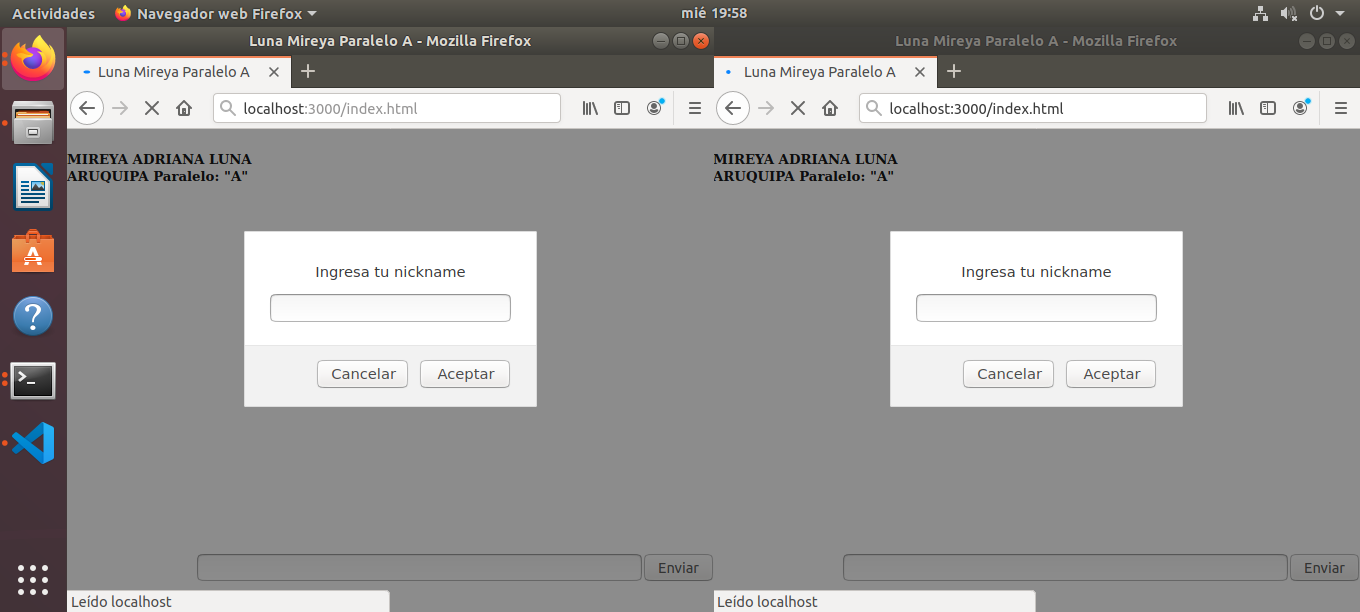 Actividades Navegador web Firefox mié 19:58
Luna Mireya Paralelo A - Mozilla Firefox
Luna Mireya Paralelo A
localhost:3000/index.html
MIREYA ADRIANA LUNA
ARUQUIPA Paralelo: "A"
Ingresa tu nickname
Cancelar Aceptar
Enviar
Leído localhost
Luna Mireya Paralelo A - Mozilla Firefox
Luna Mireya Paralelo A
localhost:3000/index.html
MIREYA ADRIANA LUNA
ARUQUIPA Paralelo: "A"
Ingresa tu nickname
Cancelar Aceptar
Enviar
Leído localhost